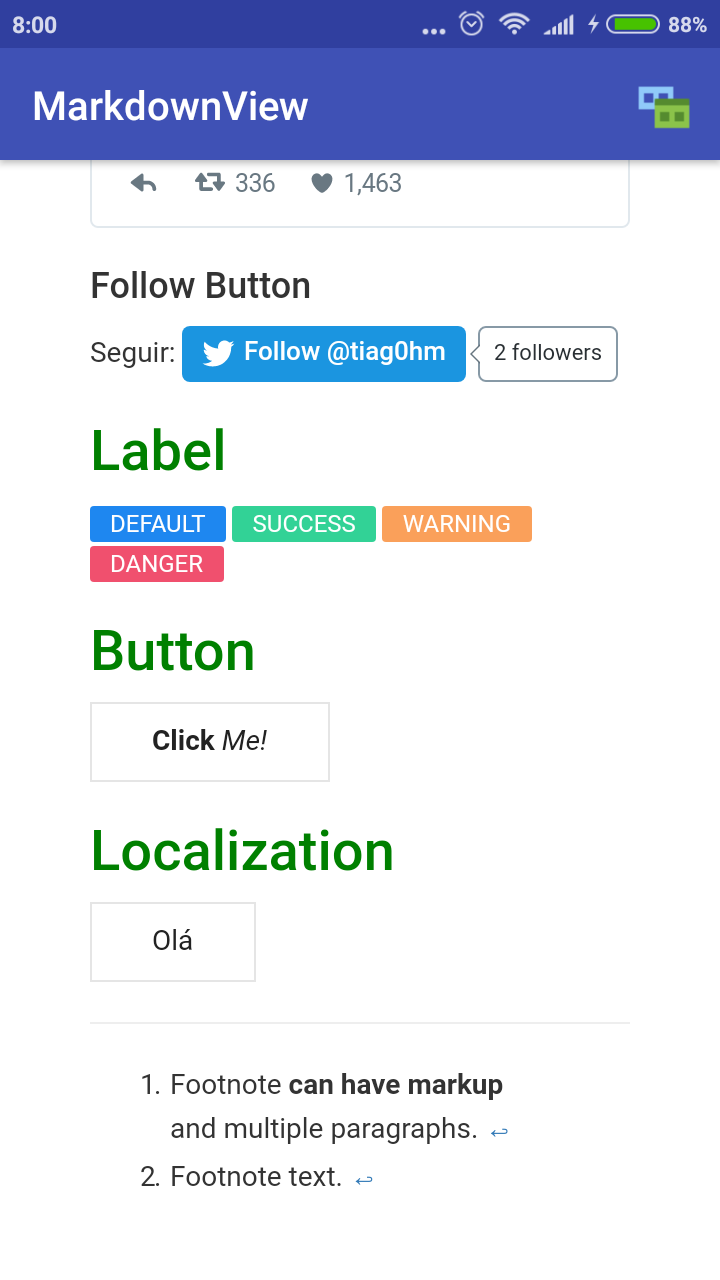 8:00 88%
MarkdownView
336 1,463
Follow Button
Seguir: Follow @tiag0hm 2 followers
Label
DEFAULT SUCCESS WARNING
DANGER
Button
Click Me!
Localization
Olá
1. Footnote can have markup
and multiple paragraphs. ↩
2. Footnote text. ↩